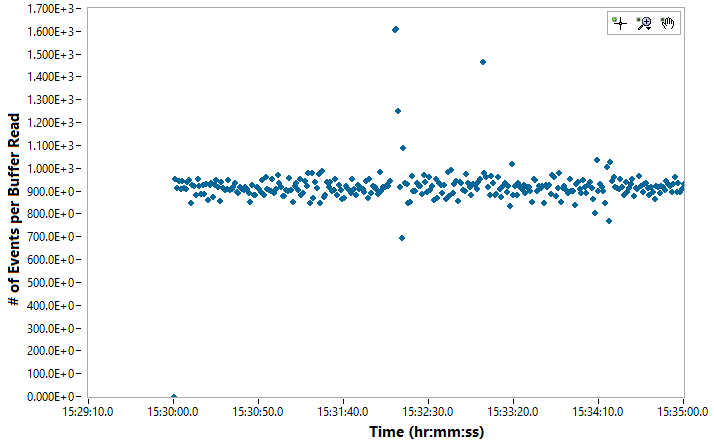 1.700E+3
1.600E+3
1.500E+3
1.400E+3
1.300E+3
1.200E+3
1.100E+3
1.000E+3
900.0E+0
800.0E+0
700.0E+0
600.0E+0
500.0E+0
400.0E+0
300.0E+0
200.0E+0
100.0E+0
0.000E+0
# of Events per Buffer Read
15:29:10.0 15:30:00.0 15:30:50.0 15:31:40.0 15:32:30.0 15:33:20.0 15:34:10.0 15:35:00.0
Time (hr:mm:ss)